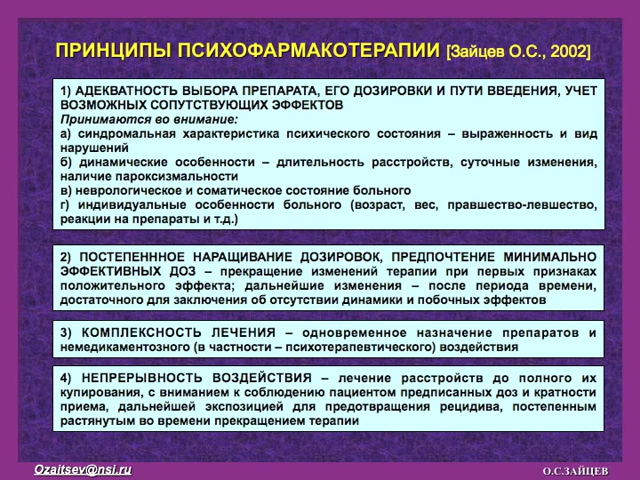 ПРИНЦИПЫ ПСИХОФАРМАКОТЕРАПИИ [Зайцев О.С., 2002]
1) АДЕКВАТНОСТЬ ВЫБОРА ПРЕПАРАТА, ЕГО ДОЗИРОВКИ И ПУТИ ВВЕДЕНИЯ, УЧЕТ
ВОЗМОЖНЫХ СОПУТСТВУЮЩИХ ЭФФЕКТОВ
Принимаются во внимание:
а) синдромальная характеристика психического состояния – выраженность и вид
нарушений
б) динамические особенности – длительность расстройств, суточные изменения,
наличие пароксизмальности
в) неврологическое и соматическое состояние больного
г) индивидуальные особенности больного (возраст, вес, правшество-левшество,
реакции на препараты и т.д.)
2) ПОСТЕПЕНННОЕ НАРАЩИВАНИЕ ДОЗИРОВОК, ПРЕДПОЧТЕНИЕ МИНИМАЛЬНО
ЭФФЕКТИВНЫХ ДОЗ – прекращение изменений терапии при первых признаках
положительного эффекта; дальнейшие изменения – после периода времени,
достаточного для заключения об отсутствии динамики и побочных эффектов
3) КОМПЛЕКСНОСТЬ ЛЕЧЕНИЯ – одновременное назначение препаратов и
немедикаментозного (в частности – психотерапевтического) воздействия
4) НЕПРЕРЫВНОСТЬ ВОЗДЕЙСТВИЯ – лечение расстройств до полного их
купирования, с вниманием к соблюдению пациентом предписанных доз и кратности
приема, дальнейшей экспозицией для предотвращения рецидива, постепенным
растянутым во времени прекращением терапии
Ozaitsev@nsi.ru
О.С.ЗАЙЦЕВ